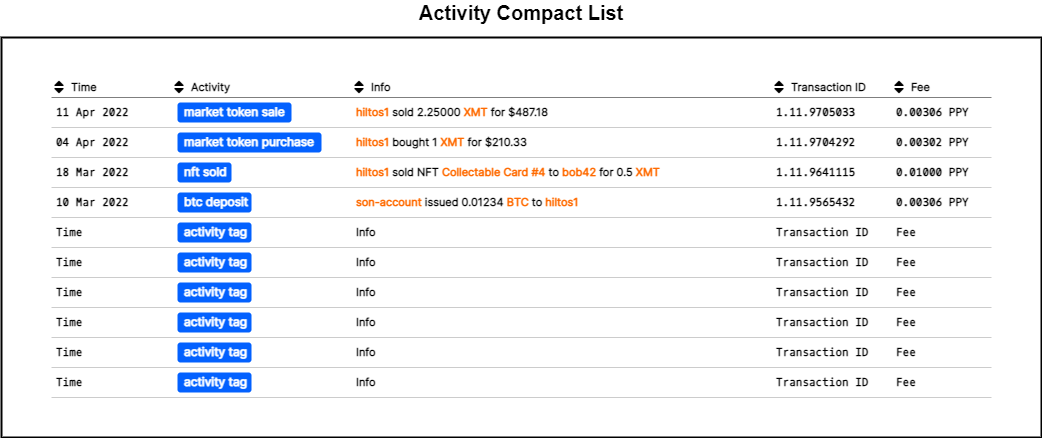 Activity Compact List
Time Activity Info Transaction ID Fee
11 Apr 2022 market token sale hiltos1 sold 2.25000 XMT for $487.18 1.11.9705033 0.00306 PPY
04 Apr 2022 market token purchase hiltos1 bought 1 XMT for $210.33 1.11.9704292 0.00302 PPY
18 Mar 2022 nft sold hiltos1 sold NFT Collectable Card #4 to bob42 for 0.5 XMT 1.11.9641115 0.01000 PPY
10 Mar 2022 btc deposit son-account issued 0.01234 BTC to hiltos1 1.11.9565432 0.00306 PPY
Time activity tag Info Transaction ID Fee
Time activity tag Info Transaction ID Fee
Time activity tag Info Transaction ID Fee
Time activity tag Info Transaction ID Fee
Time activity tag Info Transaction ID Fee
Time activity tag Info Transaction ID Fee